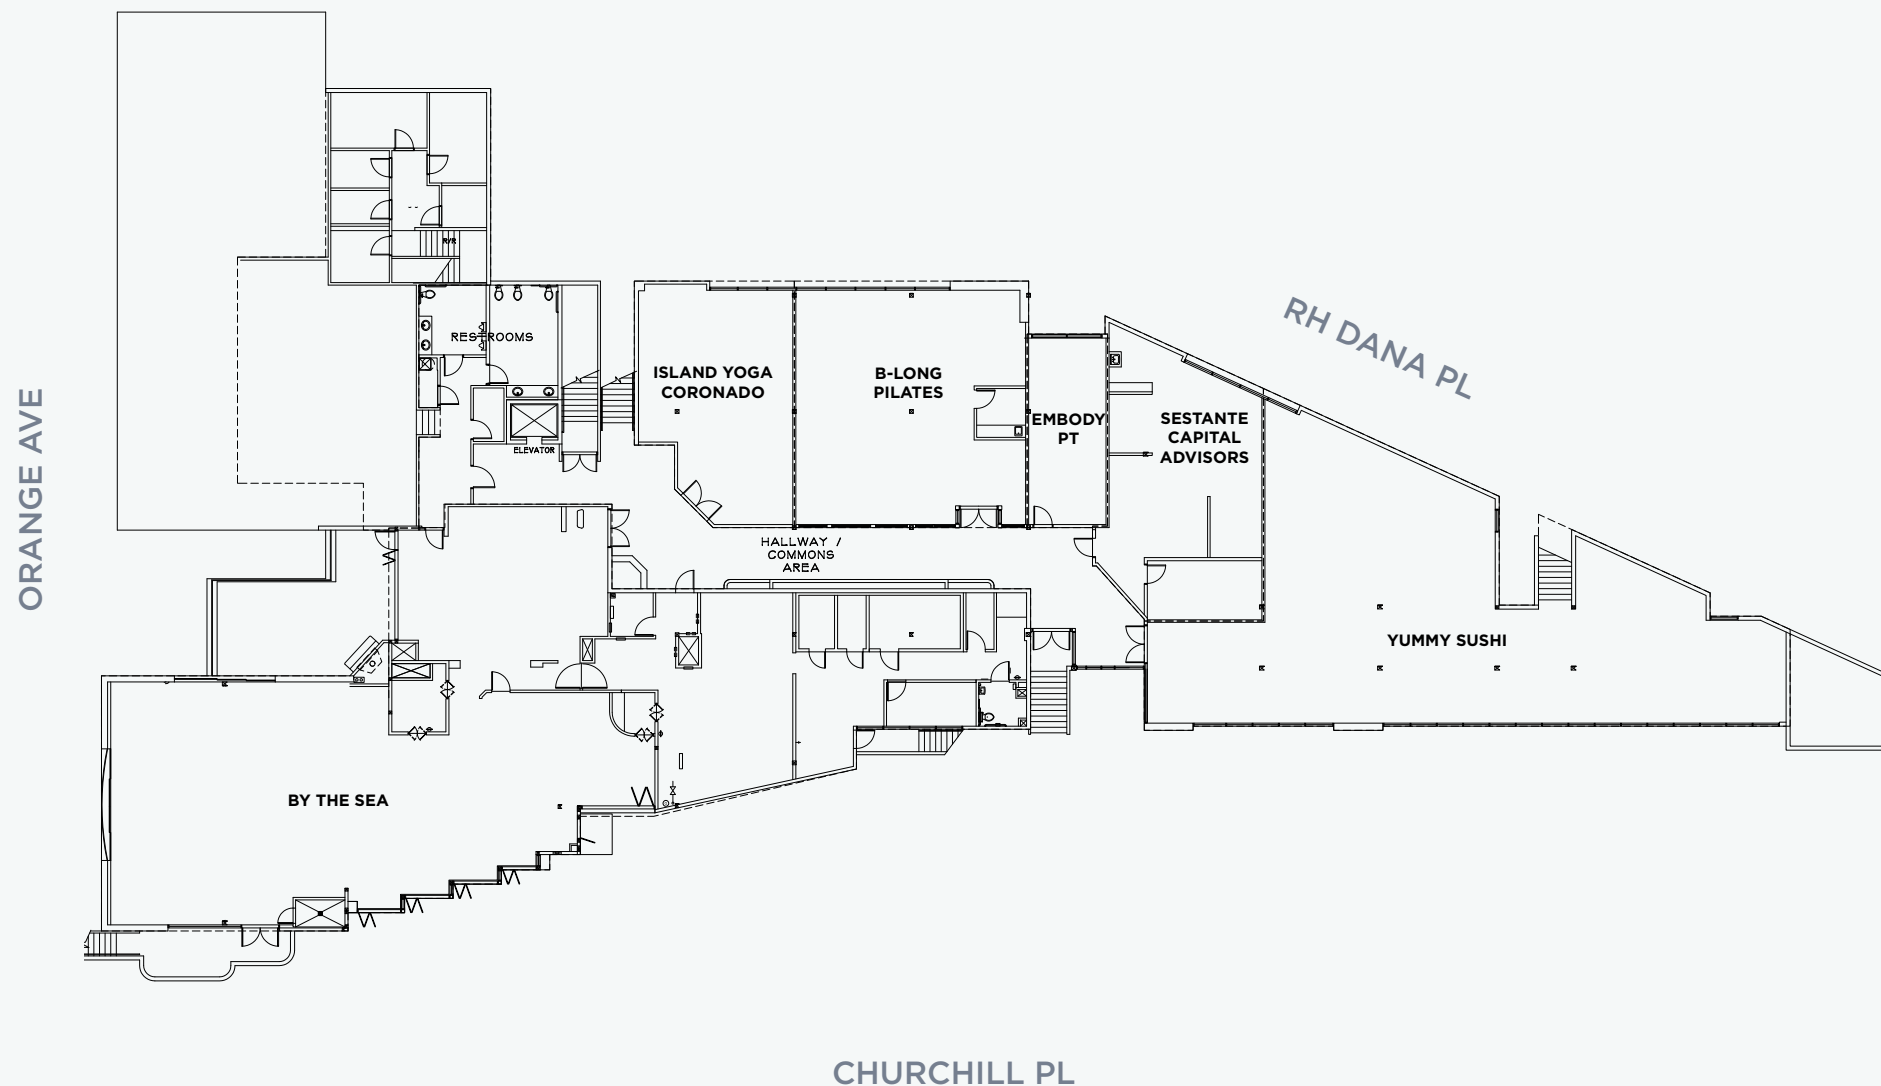 R/R
RESTROOMS
ELEVATOR
ISLAND YOGA
CORONADO
B-LONG
PILATES
EMBODY
PT
SESTANTE
CAPITAL
ADVISORS
RH DANA PL
ORANGE AVE
HALLWAY /
COMMONS
AREA
YUMMY SUSHI
BY THE SEA
CHURCHILL PL